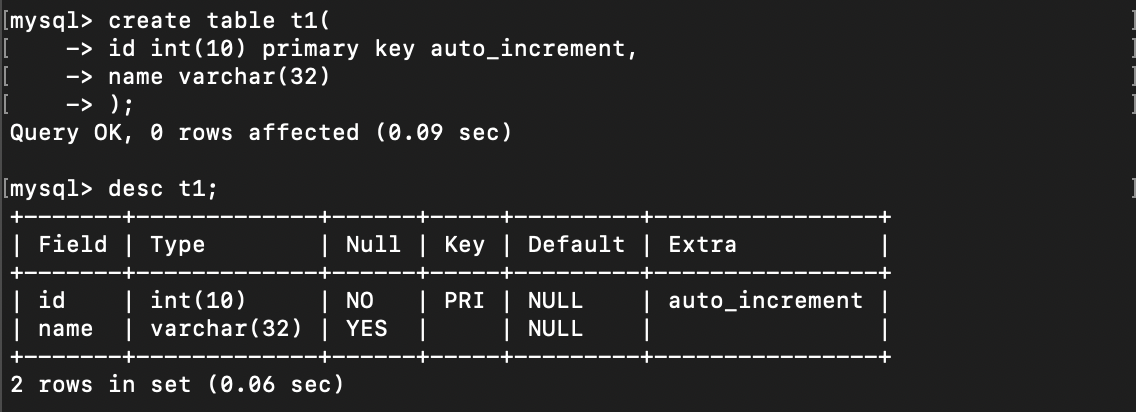 [mysql> create table t1( ]
[    -> id int(10) primary key auto_increment, ]
[    -> name varchar(32) ]
[    -> ); ]
Query OK, 0 rows affected (0.09 sec)

[mysql> desc t1; ]
+-------+-------------+------+-----+---------+----------------+
| Field | Type        | Null | Key | Default | Extra          |
+-------+-------------+------+-----+---------+----------------+
| id    | int(10)     | NO   | PRI | NULL    | auto_increment |
| name  | varchar(32) | YES  |     | NULL    |                |
+-------+-------------+------+-----+---------+----------------+
2 rows in set (0.06 sec)